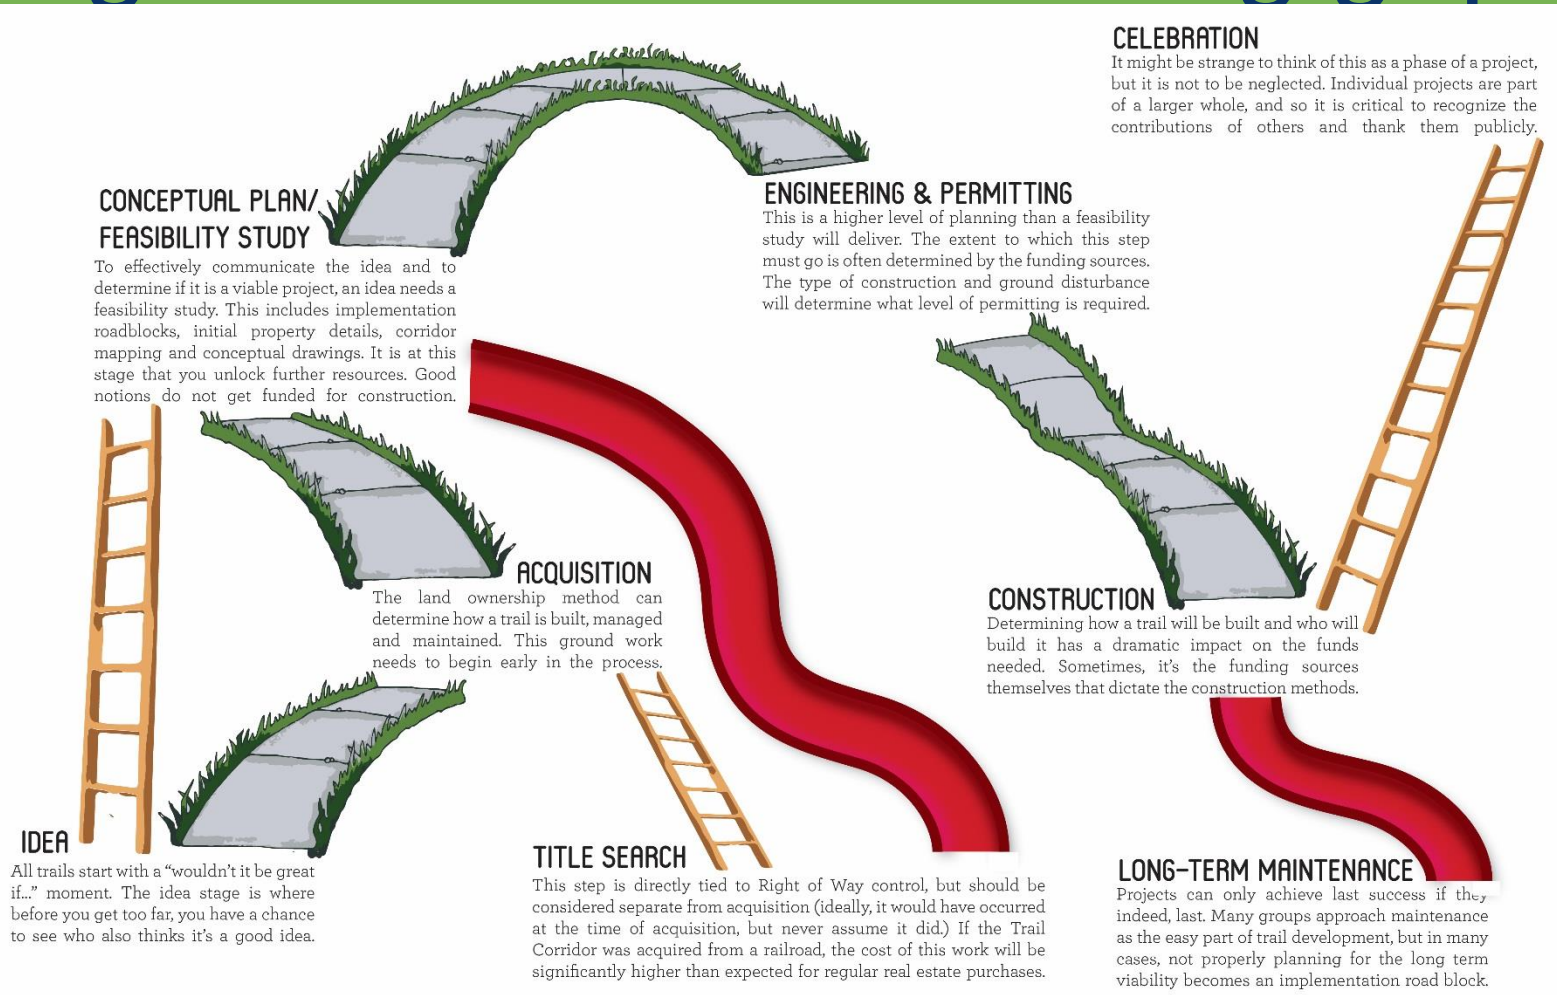 CELEBRATION
It might be strange to think of this as a phase of a project,
but it is not to be neglected. Individual projects are part
of a larger whole, and so it is critical to recognize the
contributions of others and thank them publicly.
CONCEPTUAL PLAN/
FEASIBILITY STUDY
To effectively communicate the idea and to
determine if it is a viable project, an idea needs a
feasibility study. This includes implementation
roadblocks, initial property details, corridor
mapping and conceptual drawings. It is at this
stage that you unlock further resources. Good
notions do not get funded for construction.
ENGINEERING & PERMITTING
This is a higher level of planning than a feasibility
study will deliver. The extent to which this step
must go is often determined by the funding sources.
The type of construction and ground disturbance
will determine what level of permitting is required.
ACQUISITION
The land ownership method can
determine how a trail is built, managed
and maintained. This ground work
needs to begin early in the process.
CONSTRUCTION
Determining how a trail will be built and who will
build it has a dramatic impact on the funds
needed. Sometimes, it's the funding sources
themselves that dictate the construction methods.
IDEA
All trails start with a "wouldn't it be great
if..." moment. The idea stage is where
before you get too far, you have a chance
to see who also thinks it's a good idea.
TITLE SEARCH
This step is directly tied to Right of Way control, but should be
considered separate from acquisition (ideally, it would have occurred
at the time of acquisition, but never assume it did.) If the Trail
Corridor was acquired from a railroad, the cost of this work will be
significantly higher than expected for regular real estate purchases.
LONG-TERM MAINTENANCE
Projects can only achieve last success if they
indeed, last. Many groups approach maintenance
as the easy part of trail development, but in many
cases, not properly planning for the long term
viability becomes an implementation road block.